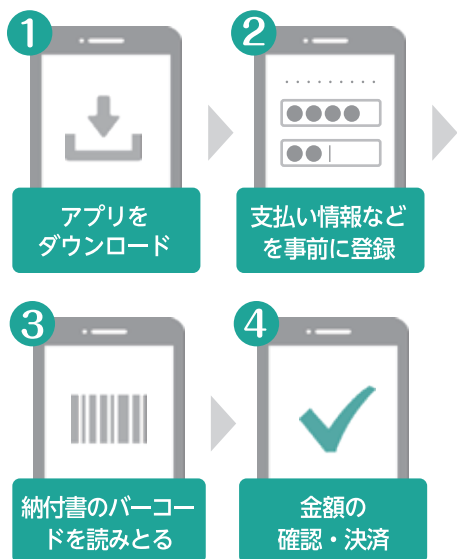 1
アプリを
ダウンロード
2
支払い情報など
を事前に登録
3
納付書のバーコー
ドを読みとる
4
金額の
確認・決済